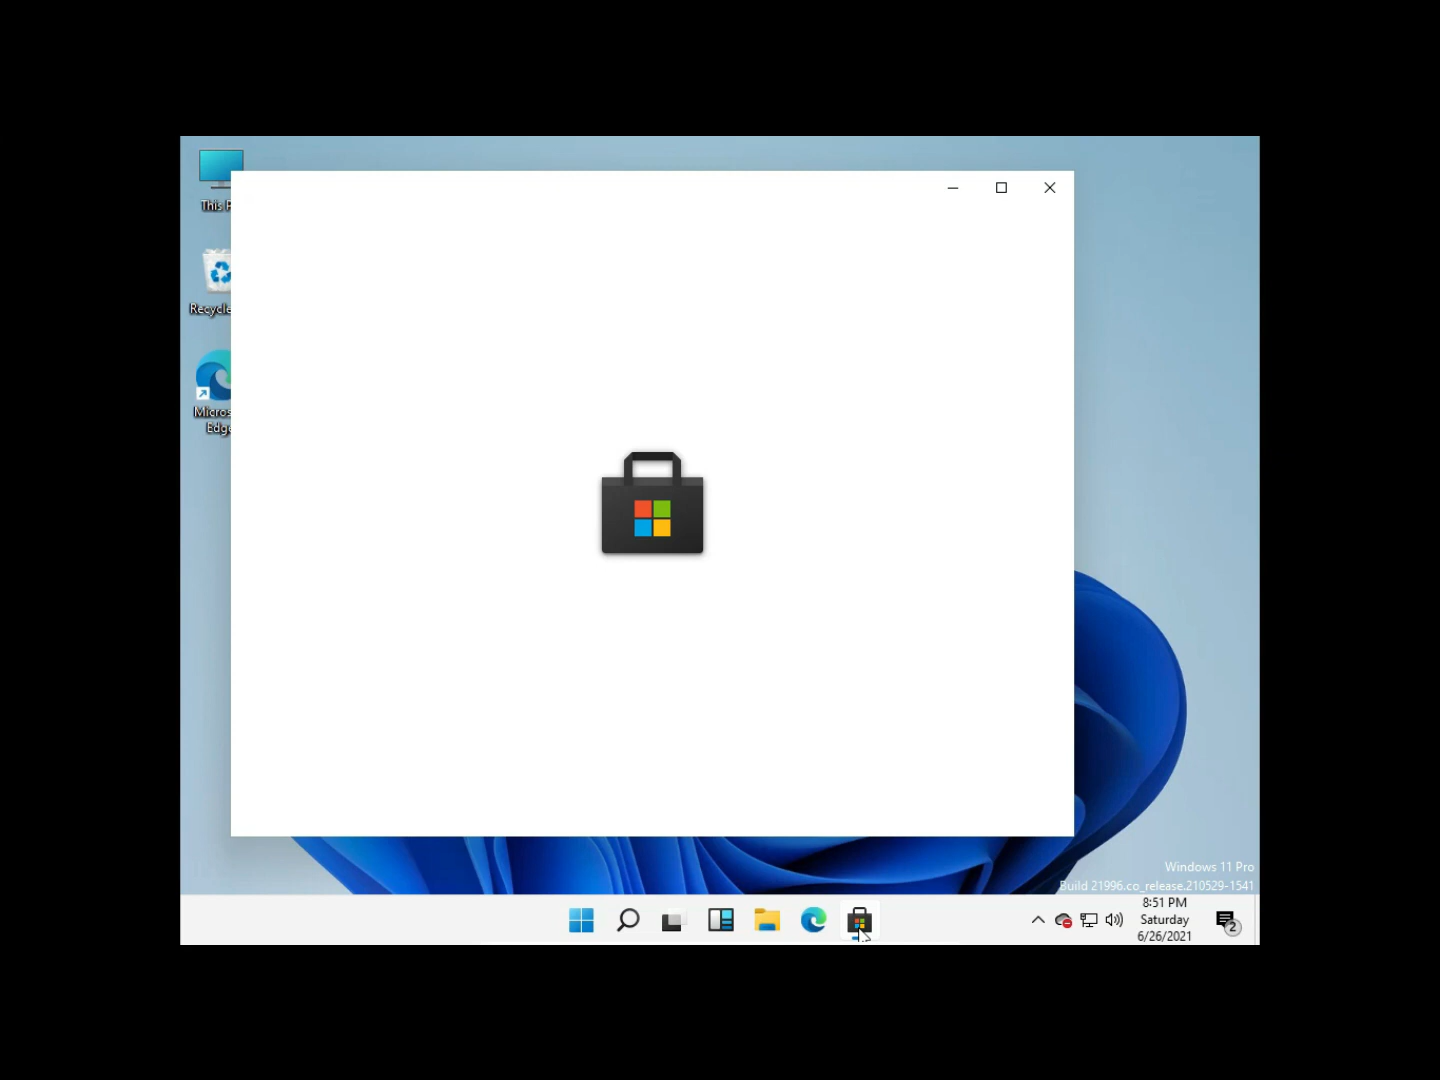 This P
Recycle
Micros
Edge
Windows 11 Pro
Build 21996.co_release.210529-1541
8:51 PM
Saturday
6/26/2021
2